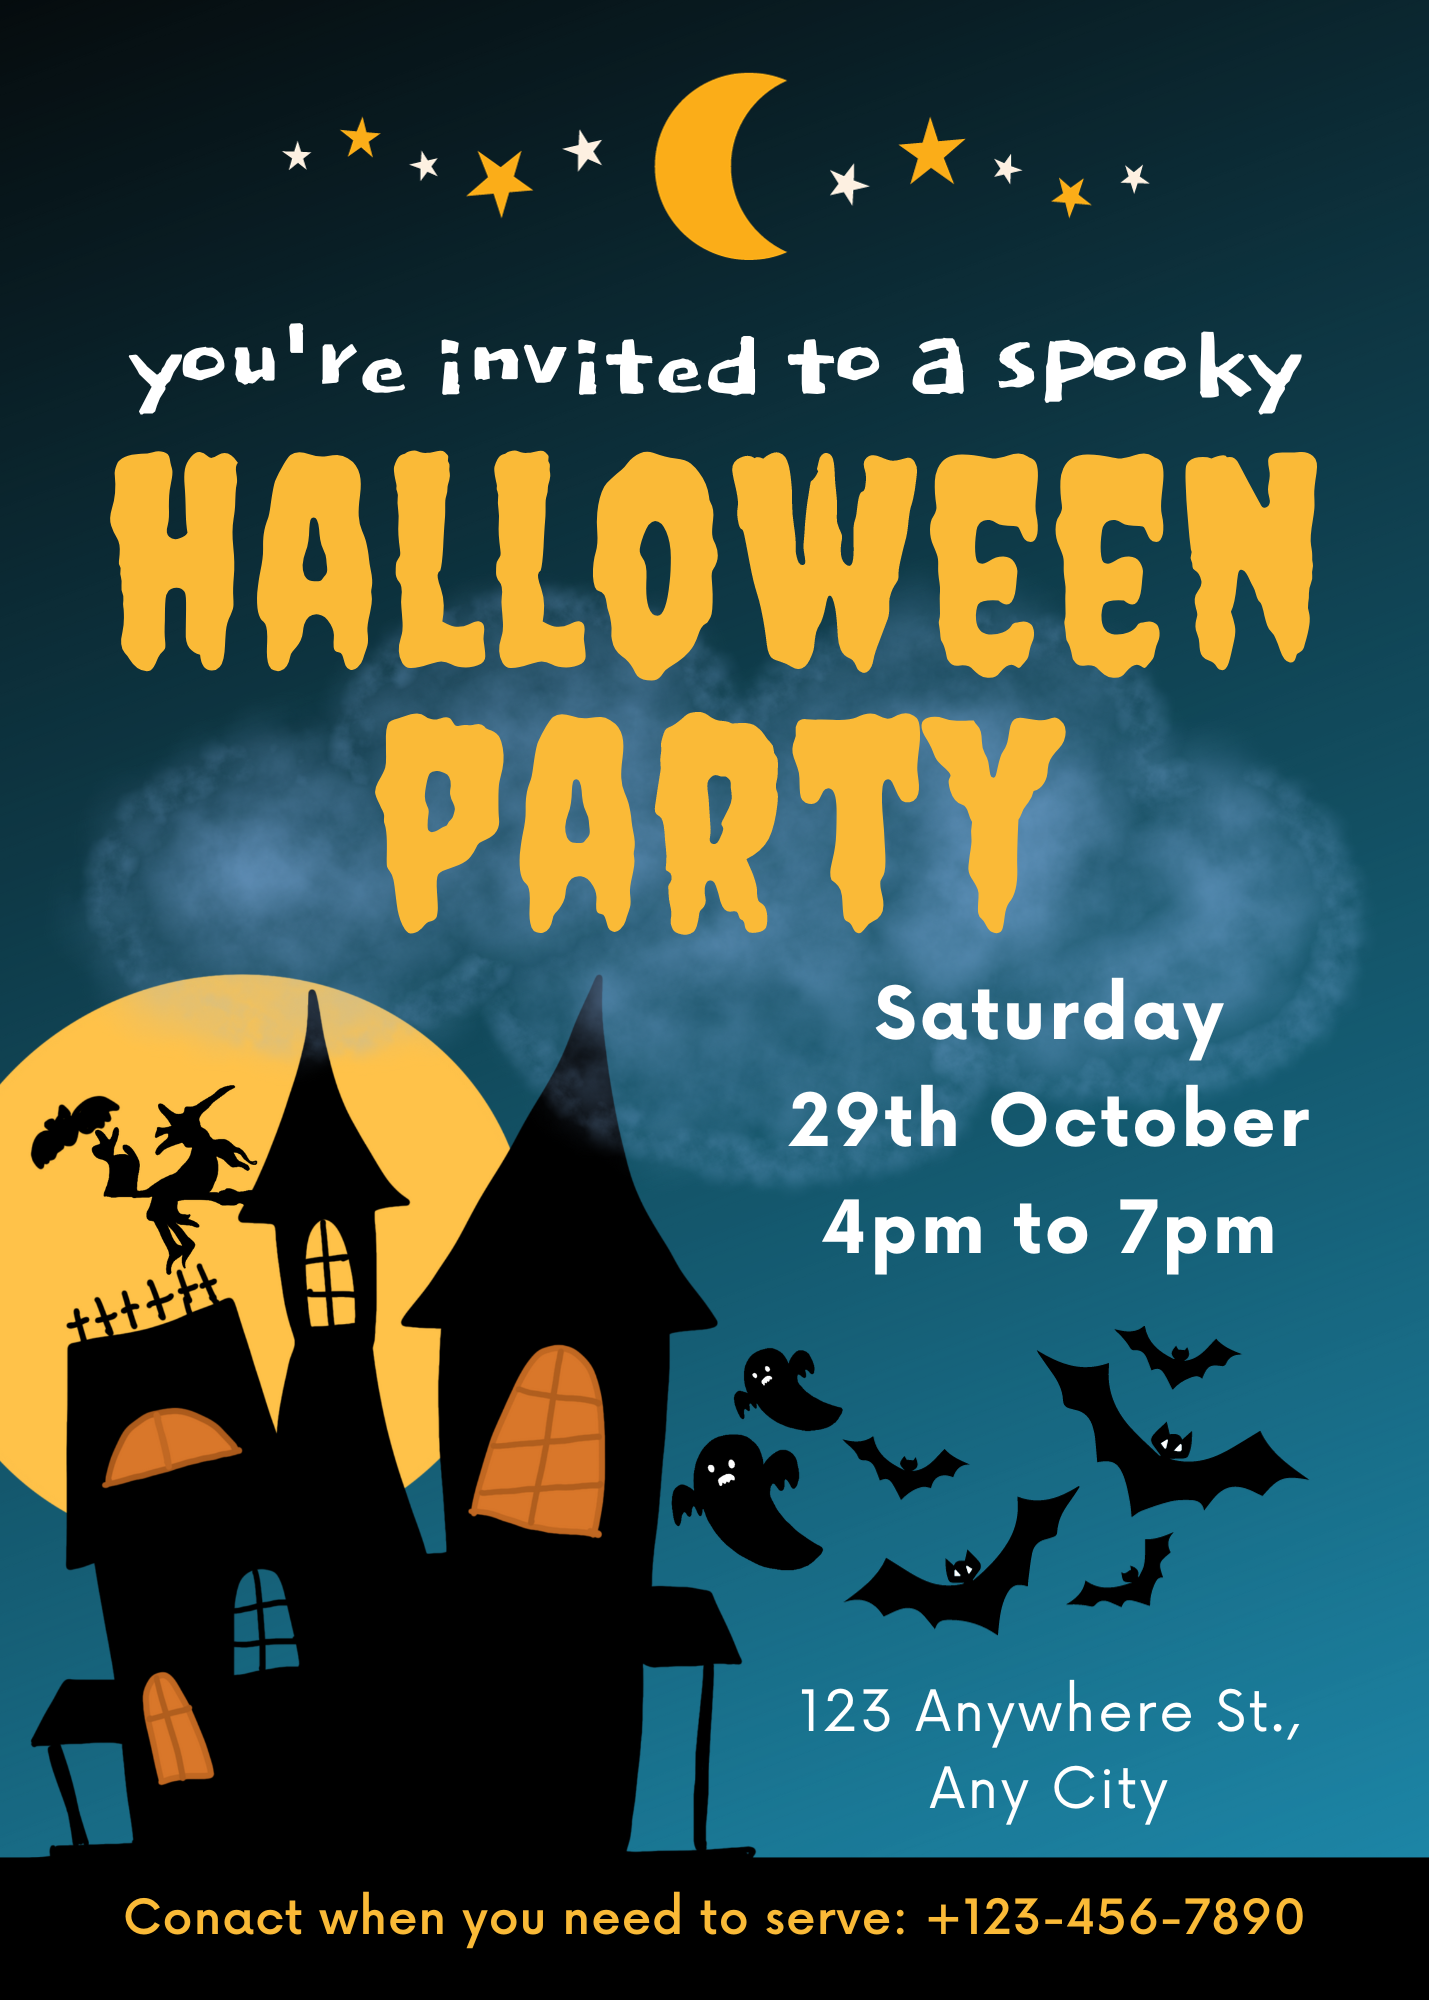 you're invited to a spooky
HALLOWEEN
PARTY
Saturday
29th October
4pm to 7pm
123 Anywhere St.,
Any City
Conact when you need to serve: +123-456-7890